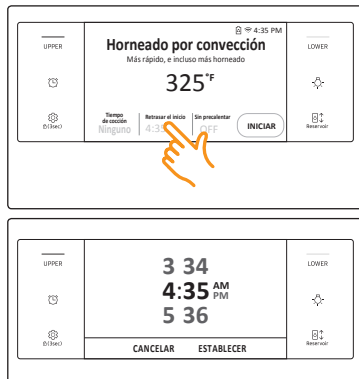 4:35 PM
UPPER
Horneado por convección
LOWER
Más rápido, e incluso más horneado
325°F
Tiempo de cocción
Ninguno
Retrasar el inicio
4:35
Sin precalentar
OFF
INICIAR
(3sec)
Reservoir
UPPER
3 34
LOWER
4:35 AM
PM
5 36
(3sec)
Reservoir
CANCELAR ESTABLECER